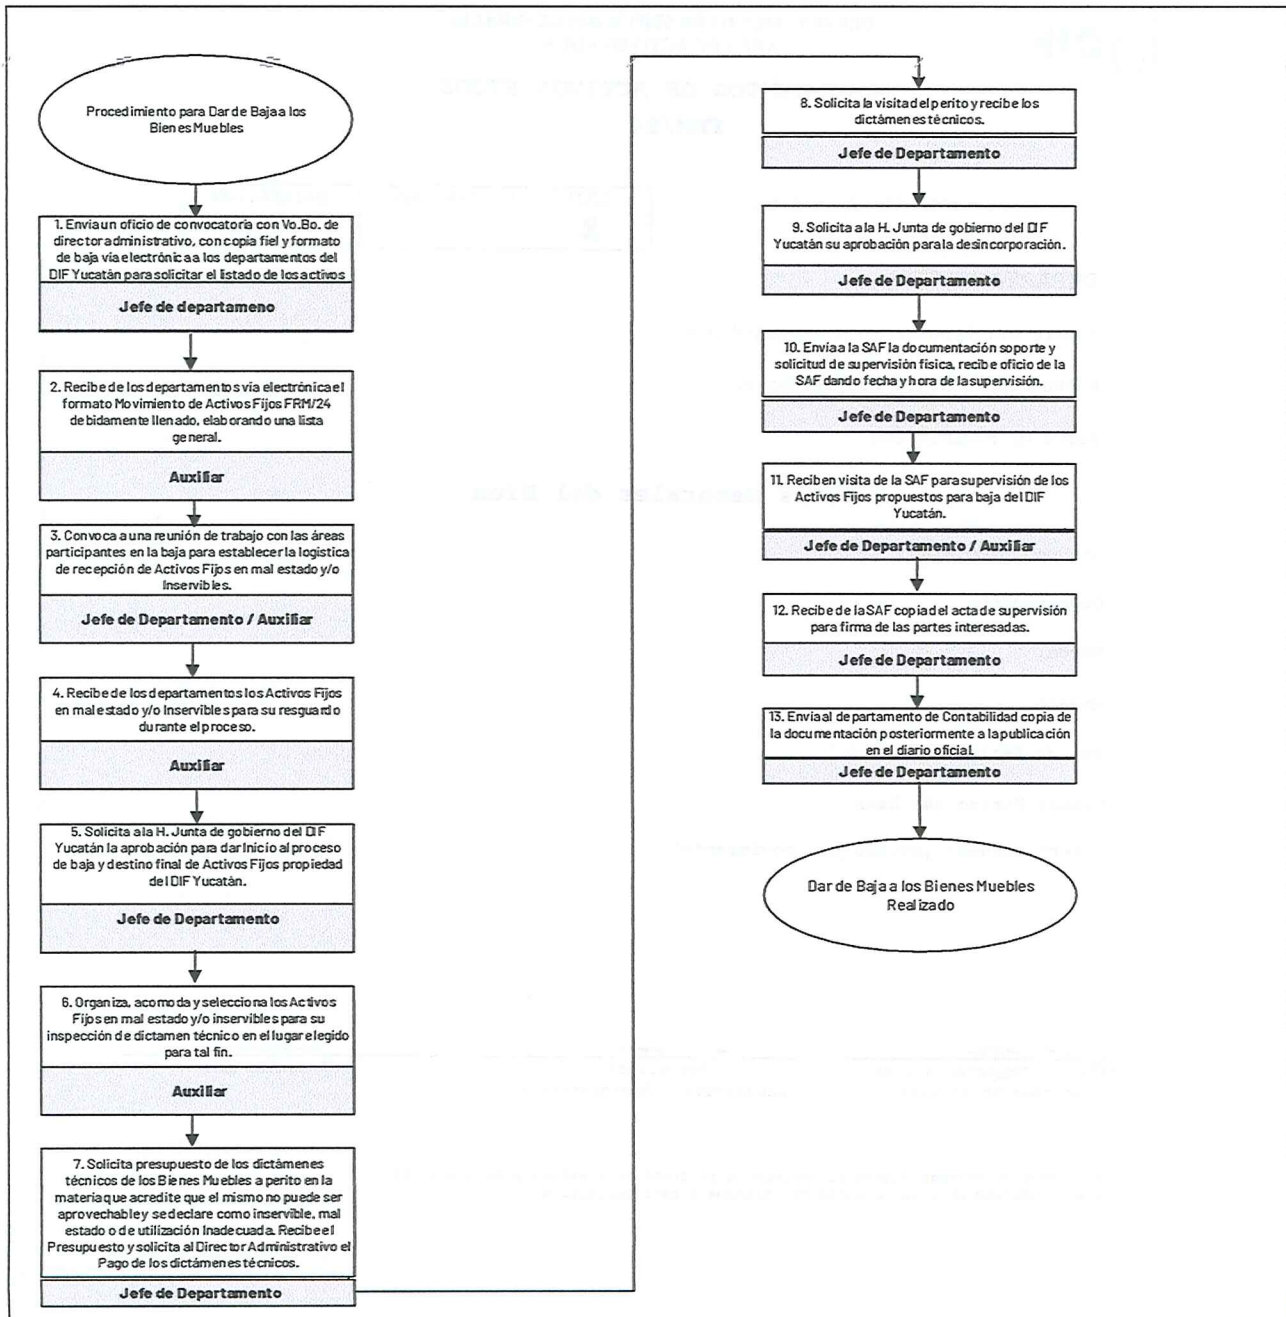 Procedimiento para Dar de Baja a los
Bienes Muebles
1. Envia un oficio de convocatoria con Vo.Bo. de
director administrativo, con copia fiel y formato
de baja vía electrónica a los departamentos del
DIF Yucatán para solicitar el listado de los activos
Jefe de departameno
2. Recibe de los departamentos vía electrónica el
formato Movimiento de Activos Fijos FRM/24
debidamente llenado, elaborando una lista
general.
Auxiliar
3. Convoca a una reunión de trabajo con las áreas
participantes en la baja para establecer la logística
de recepción de Activos Fijos en mal estado y/o
Inservibles.
Jefe de Departamento / Auxiliar
4. Recibe de los departamentos los Activos Fijos
en mal estado y/o Inservibles para su resguardo
durante el proceso.
Auxiliar
5. Solicita a la H. Junta de gobierno del DIF
Yucatán la aprobación para dar Inicio al proceso
de baja y destino final de Activos Fijos propiedad
del DIF Yucatán.
Jefe de Departamento
6. Organiza, acomoda y selecciona los Activos
Fijos en mal estado y/o inservibles para su
inspección de dictamen técnico en el lugar elegido
para tal fin.
Auxiliar
7. Solicita presupuesto de los dictámenes
técnicos de los Bienes Muebles a perito en la
materia que acredite que el mismo no puede ser
aprovechable y se declare como inservible, mal
estado o de utilización Inadecuada. Recibe el
Presupuesto y solicita al Director Administrativo el
Pago de los dictámenes técnicos.
Jefe de Departamento
8. Solicita la visita del perito y recibe los
dictámenes técnicos.
Jefe de Departamento
9. Solicita a la H. Junta de gobierno del DIF
Yucatán su aprobación para la desincorporación.
Jefe de Departamento
10. Envía a la SAF la documentación soporte y
solicitud de supervisión física, recibe oficio de la
SAF dando fecha y hora de la supervisión.
Jefe de Departamento
11. Reciben visita de la SAF para supervisión de los
Activos Fijos propuestos para baja del DIF
Yucatán.
Jefe de Departamento / Auxiliar
12. Recibe de la SAF copia del acta de supervisión
para firma de las partes interesadas.
Jefe de Departamento
13. Envia al departamento de Contabilidad copia de
la documentación posteriormente a la publicación
en el diario oficial.
Jefe de Departamento
Dar de Baja a los Bienes Muebles
Realizado